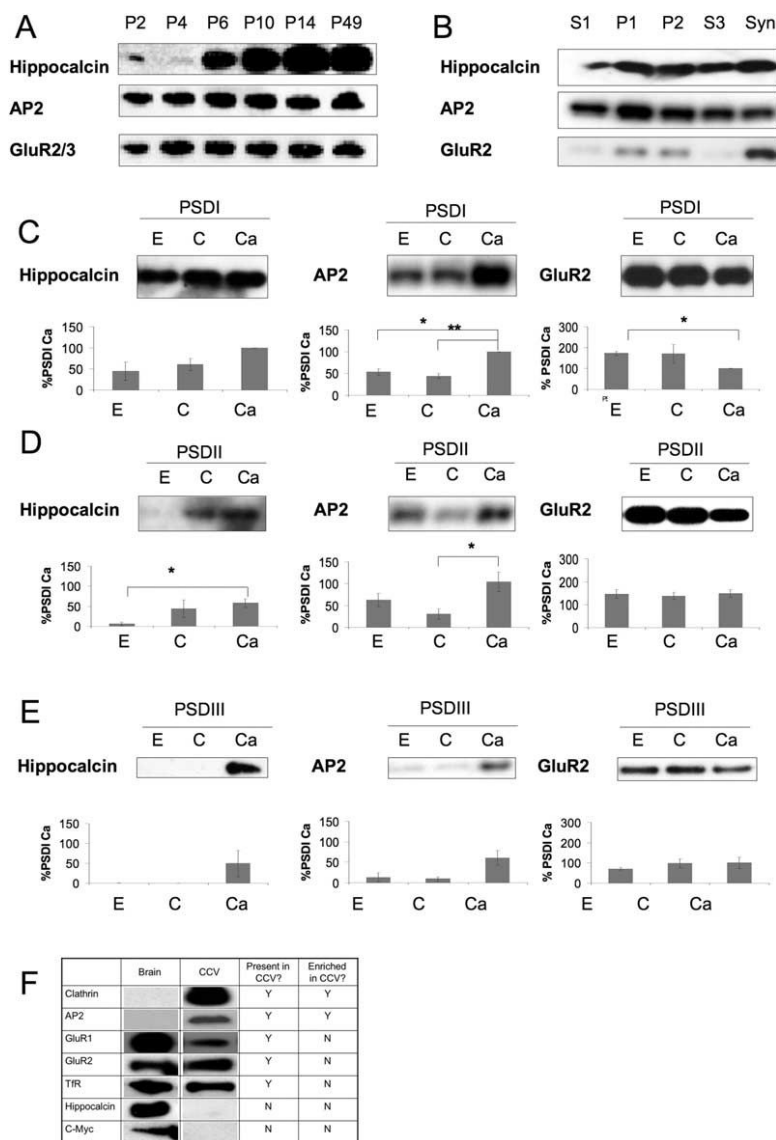 A P2 P4 P6 P10 P14 P49
Hippocalcin
AP2
GluR2/3
B S1 P1 P2 S3 Syn
Hippocalcin
AP2
GluR2
C
PSDI
E C Ca
Hippocalcin
%PSDI Ca
150
100
50
0
E C Ca
PSDI
E C Ca
AP2
* **
%PSDI Ca
150
100
50
0
E C Ca
PSDI
E C Ca
GluR2
*
% PSDI Ca
300
200
100
0
E C Ca
D
PSDII
E C Ca
Hippocalcin
*
%PSDI Ca
150
100
50
0
E C Ca
PSDII
E C Ca
AP2
*
%PSDI Ca
150
100
50
0
E C Ca
PSDII
E C Ca
GluR2
%PSDI Ca
300
200
100
0
E C Ca
E
PSDIII
E C Ca
Hippocalcin
%PSDI Ca
150
100
50
0
E C Ca
PSDIII
E C Ca
AP2
%PSDI Ca
150
100
50
0
E C Ca
PSDIII
E C Ca
GluR2
% PSDI Ca
300
200
100
0
E C Ca
F
Brain CCV Present in CCV? Enriched in CCV?
Clathrin Y Y
AP2 Y Y
GluR1 Y N
GluR2 Y N
TfR Y N
Hippocalcin N N
C-Myc N N